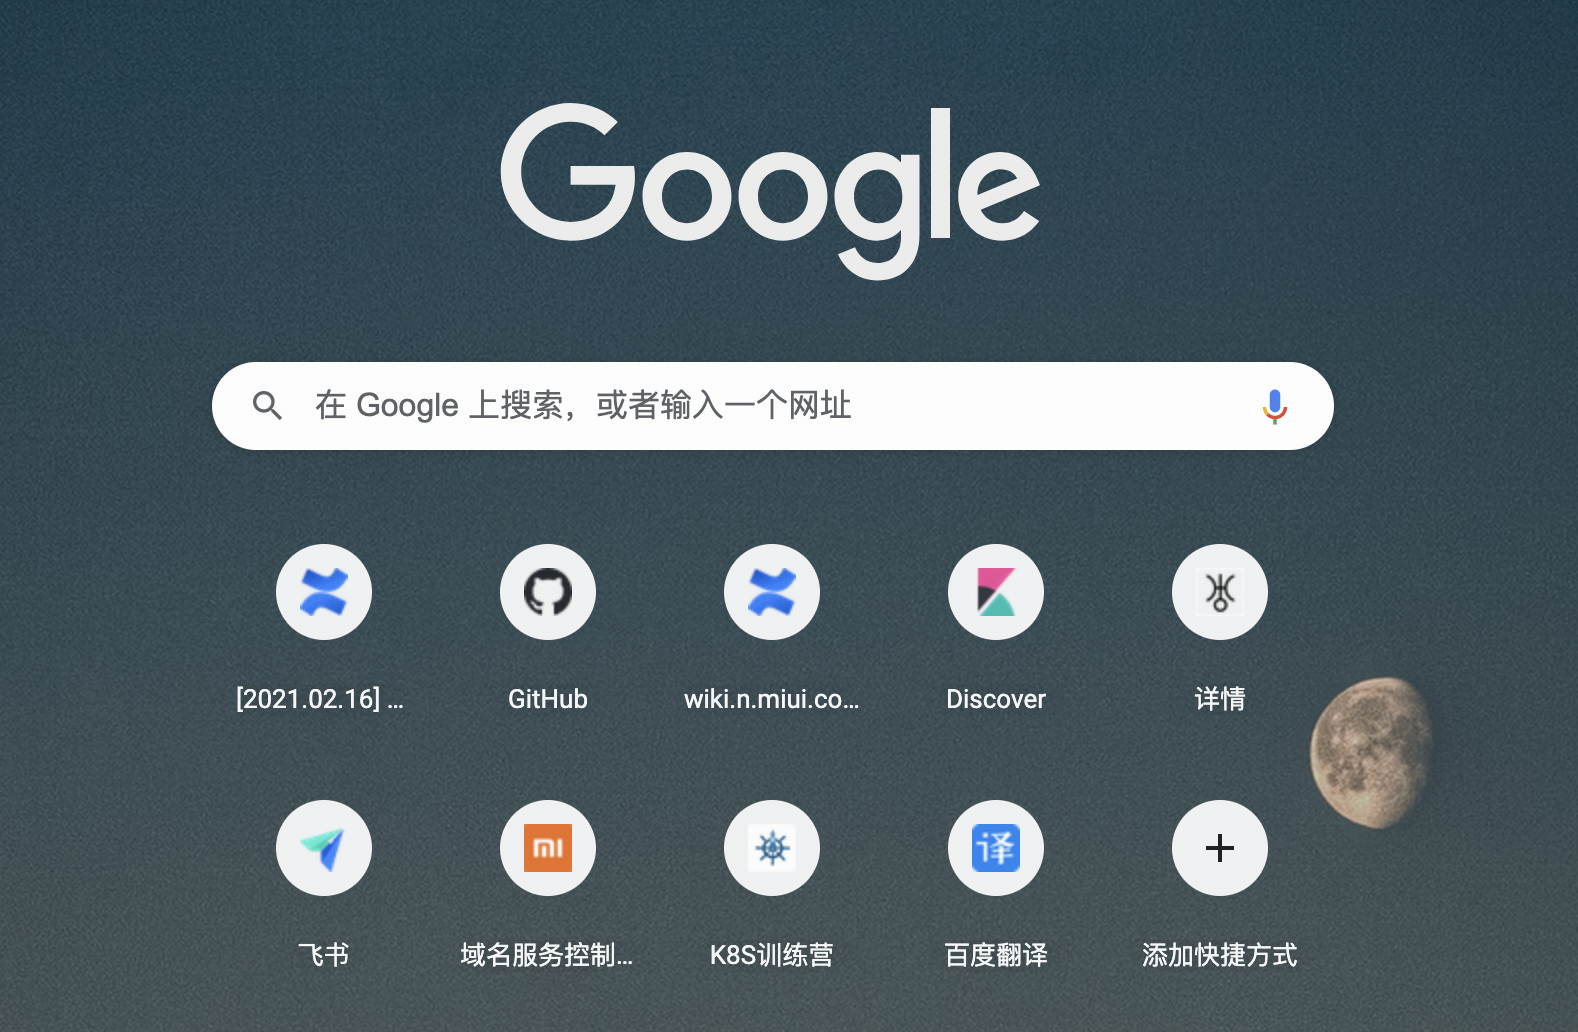 Google
在 Google 上搜索，或者输入一个网址
[2021.02.16] ...
GitHub
wiki.n.miui.co...
Discover
详情
mi
译
飞书
域名服务控制...
K8S训练营
百度翻译
添加快捷方式